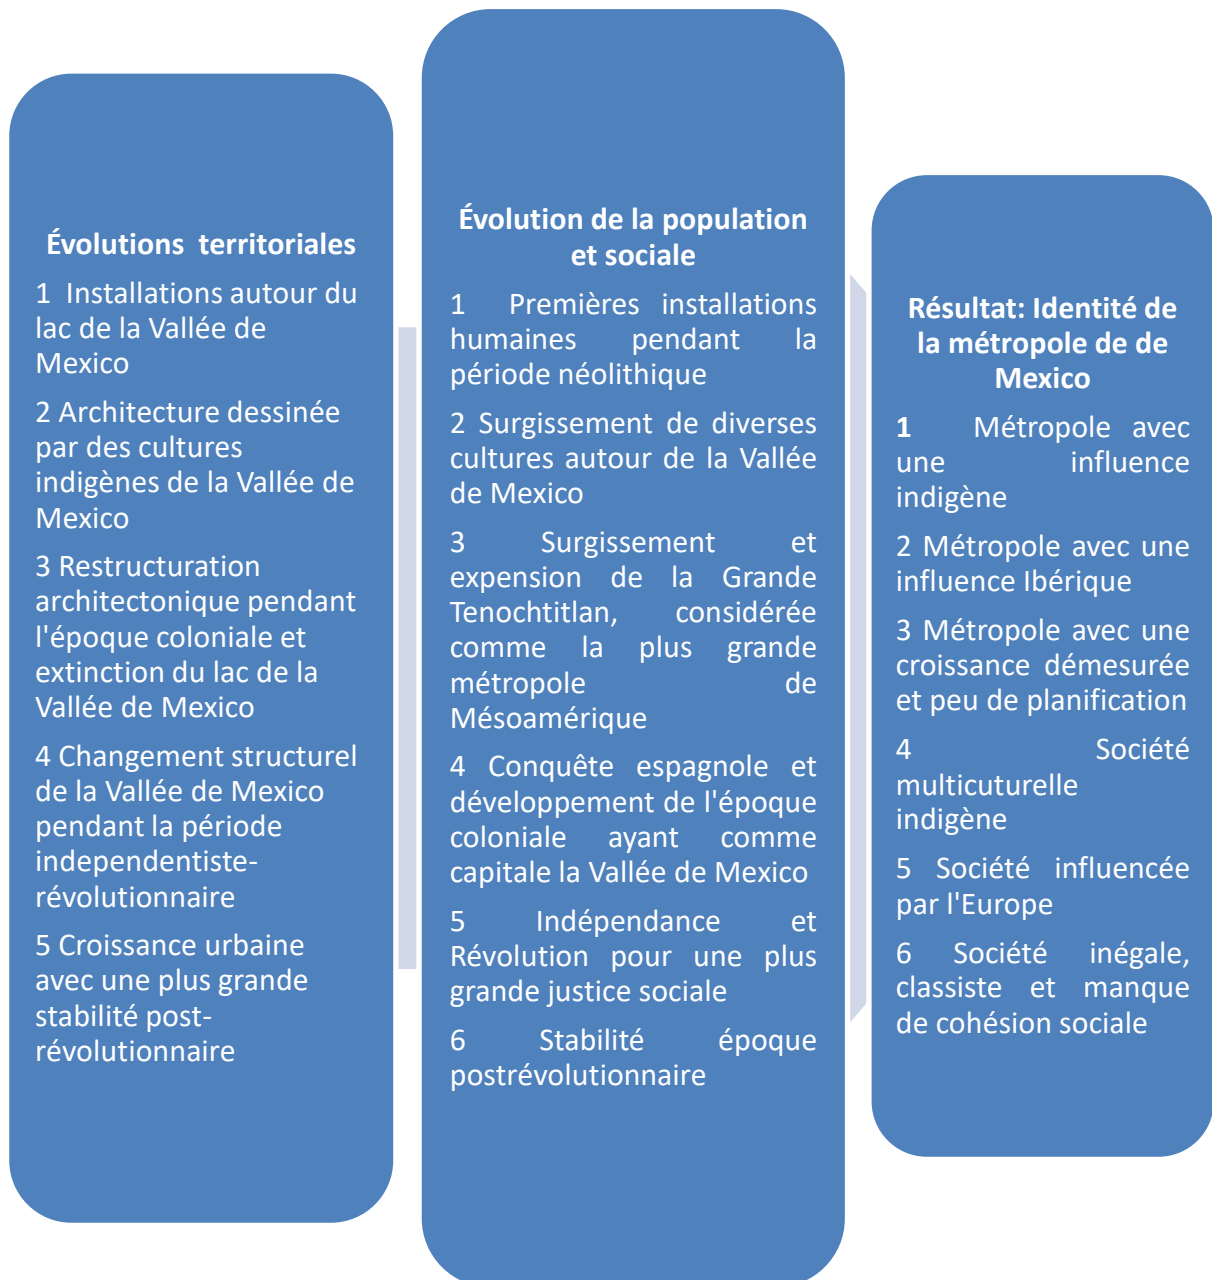 Évolutions territoriales
1 Installations autour du
lac de la Vallée de
Mexico
2 Architecture dessinée
par des cultures
indigènes de la Vallée de
Mexico
3 Restructuration
architectonique pendant
l'époque coloniale et
extinction du lac de la
Vallée de Mexico
4 Changement structurel
de la Vallée de Mexico
pendant la période
independentiste-
révolutionnaire
5 Croissance urbaine
avec une plus grande
stabilité post-
révolutionnaire
Évolution de la population
et sociale
1 Premières installations
humaines pendant la
période néolithique
2 Surgissement de diverses
cultures autour de la Vallée
de Mexico
3 Surgissement et
expension de la Grande
Tenochtitlan, considérée
comme la plus grande
métropole de
Mésoamérique
4 Conquête espagnole et
développement de l'époque
coloniale ayant comme
capitale la Vallée de Mexico
5 Indépendance et
Révolution pour une plus
grande justice sociale
6 Stabilité époque
postrévolutionnaire
Résultat: Identité de
la métropole de de
Mexico
1 Métropole avec
une influence
indigène
2 Métropole avec une
influence Ibérique
3 Métropole avec une
croissance démesurée
et peu de planification
4 Société
multicuturelle
indigène
5 Société influencée
par l'Europe
6 Société inégale,
classiste et manque
de cohésion sociale